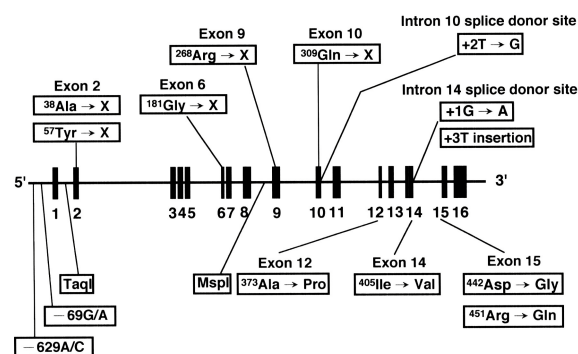 Exon 9
²⁶⁸Arg → X
Exon 10
³⁰⁹Gln → X
Intron 10 splice donor site
+2T → G
Exon 2
³⁸Ala → X
⁵⁷Tyr → X
Exon 6
¹⁸¹Gly → X
Intron 14 splice donor site
+1G → A
+3T insertion
5' 3'
1 2 3 4 5 6 7 8 9 10 11 12 13 14 15 16
TaqI
MspI
−69G/A
−629A/C
Exon 12
³⁷³Ala → Pro
Exon 14
⁴⁰⁵Ile → Val
Exon 15
⁴⁴²Asp → Gly
⁴⁵¹Arg → Gln